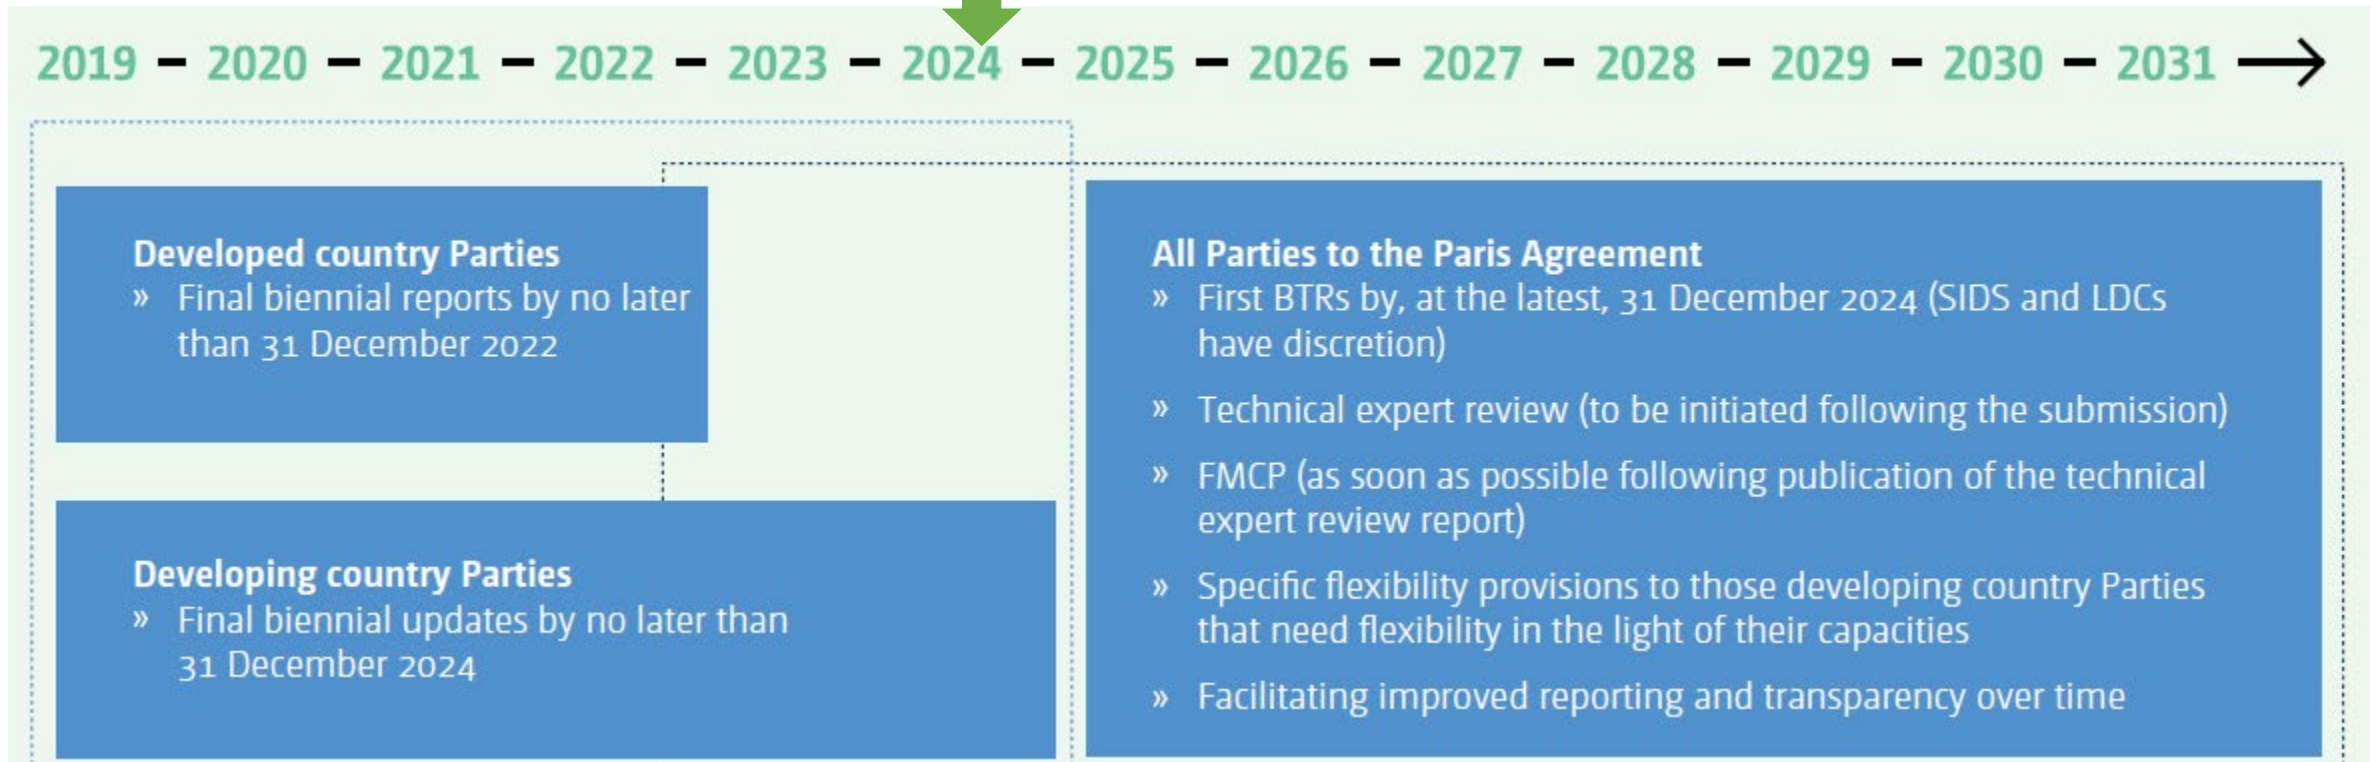 2019 – 2020 – 2021 – 2022 – 2023 – 2024 – 2025 – 2026 – 2027 – 2028 – 2029 – 2030 – 2031
Developed country Parties
» Final biennial reports by no later
than 31 December 2022
Developing country Parties
» Final biennial updates by no later than
31 December 2024
All Parties to the Paris Agreement
» First BTRs by, at the latest, 31 December 2024 (SIDS and LDCs
have discretion)
» Technical expert review (to be initiated following the submission)
» FMCP (as soon as possible following publication of the technical
expert review report)
» Specific flexibility provisions to those developing country Parties
that need flexibility in the light of their capacities
» Facilitating improved reporting and transparency over time